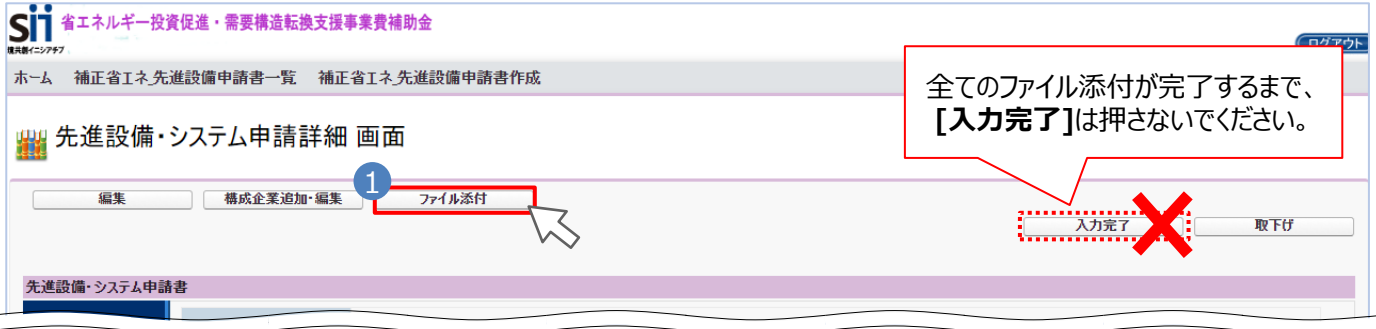 Sii 省エネルギー投資促進・需要構造転換支援事業費補助金
境共創イニシアチブ
ログアウト
ホーム 補正省エネ_先進設備申請書一覧 補正省エネ_先進設備申請書作成
全てのファイル添付が完了するまで、
[入力完了]は押さないでください。
先進設備・システム申請詳細 画面
1
編集 構成企業追加・編集 ファイル添付
入力完了 取下げ
先進設備・システム申請書